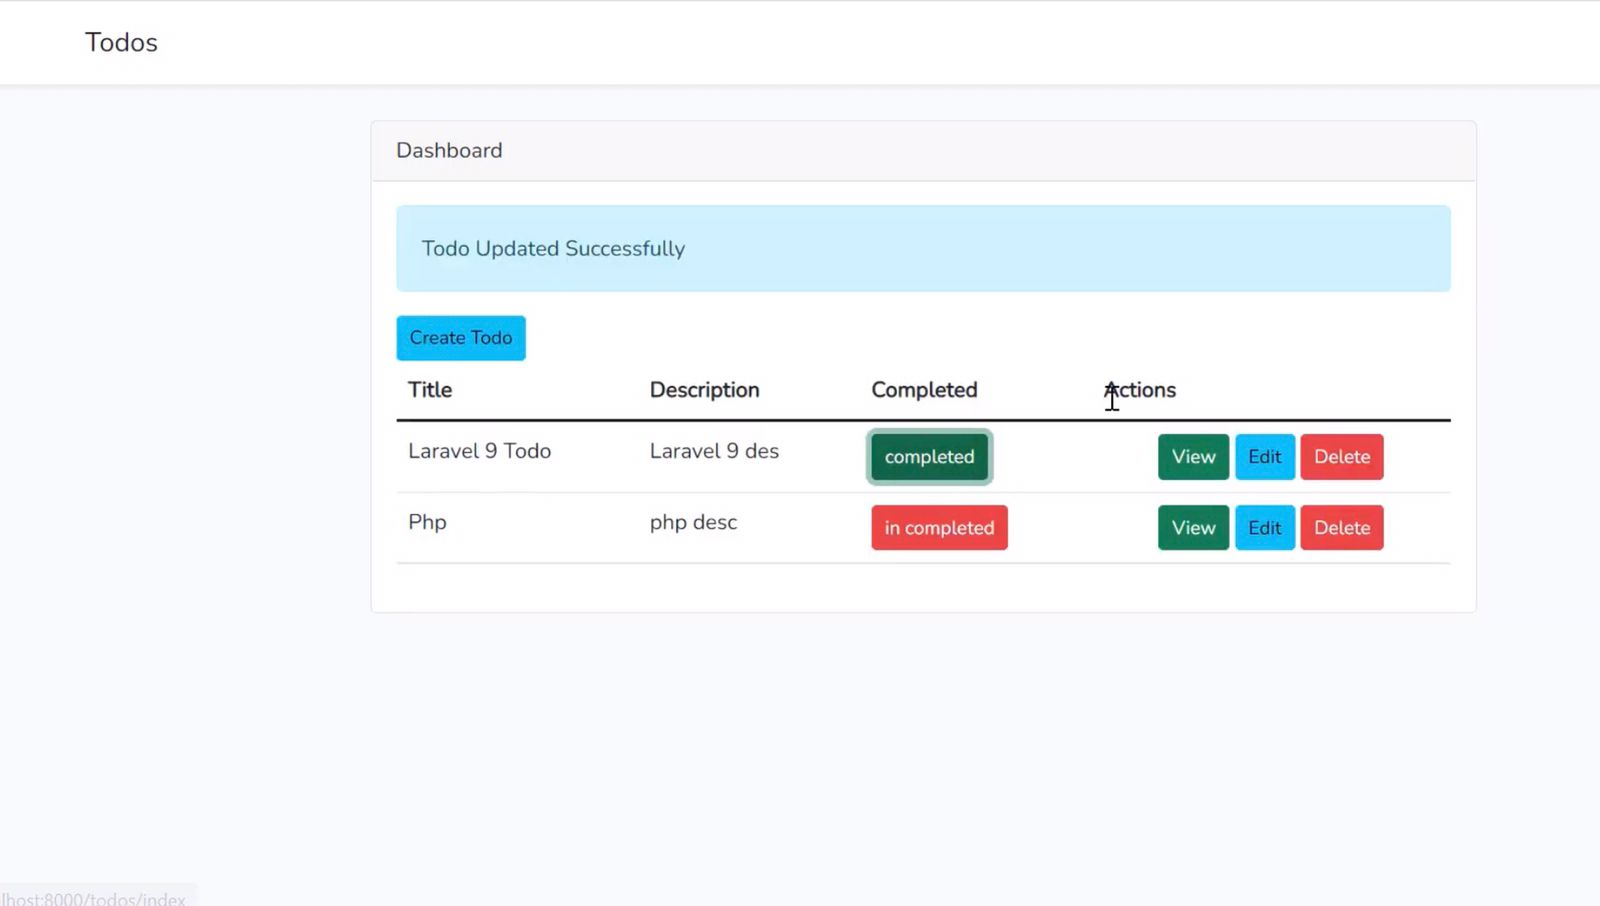 Todos
Dashboard
Todo Updated Successfully
Create Todo
Title Description Completed Actions
Laravel 9 Todo Laravel 9 des completed View Edit Delete
Php php desc in completed View Edit Delete
lhost:8000/todos/index